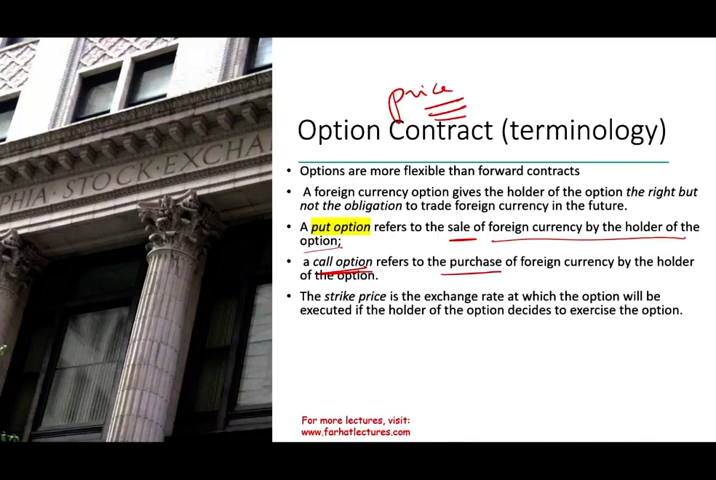 PHIA·STOCK·EXCHA
price
Option Contract (terminology)
• Options are more flexible than forward contracts
• A foreign currency option gives the holder of the option the right but
not the obligation to trade foreign currency in the future.
• A put option refers to the sale of foreign currency by the holder of the
option;
• a call option refers to the purchase of foreign currency by the holder
of the option.
• The strike price is the exchange rate at which the option will be
executed if the holder of the option decides to exercise the option.
For more lectures, visit:
www.farhatlectures.com